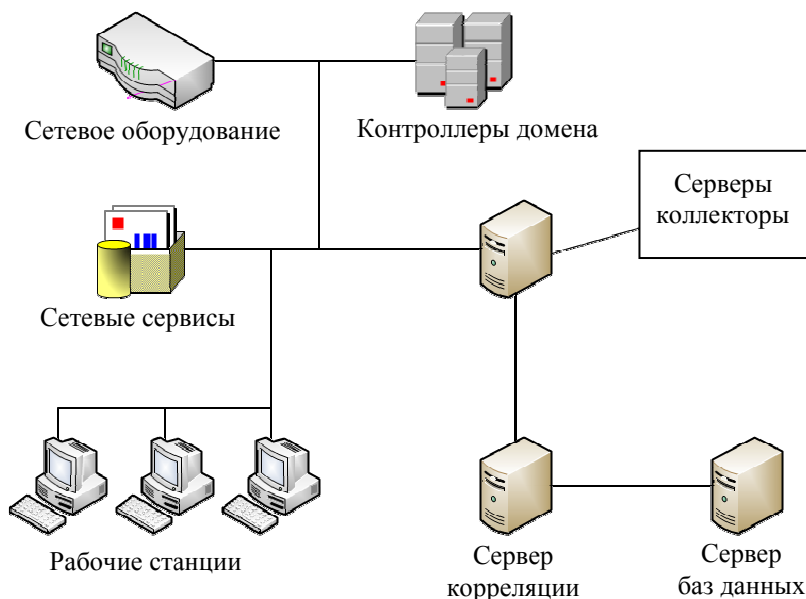 Сетевое оборудование
Контроллеры домена
Серверы
коллекторы
Сетевые сервисы
Рабочие станции
Сервер
корреляции
Сервер
баз данных